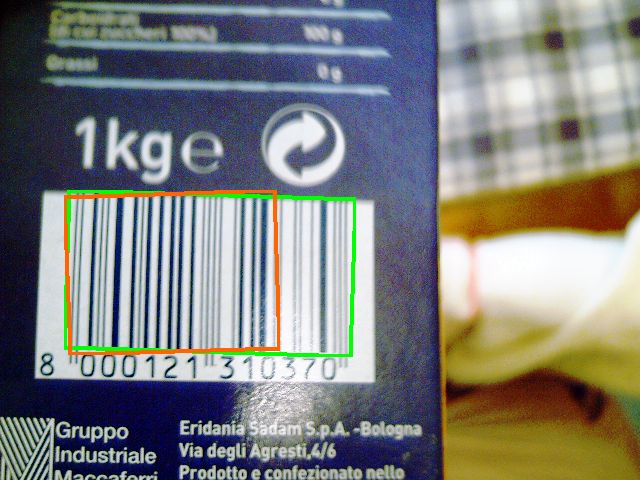 Carboidrati
(di cui zuccheri 100%) 100 g
Grassi 0 g
1kg e
8 000121 310370
Gruppo
Industriale
Maccaferri
Eridania Sadam S.p.A. -Bologna
Via degli Agresti,4/6
Prodotto e confezionato nello